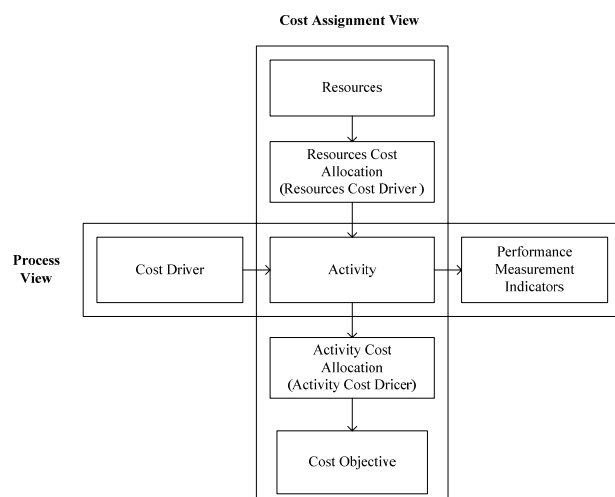 Cost Assignment View
Resources
Resources Cost
Allocation
(Resources Cost Driver )
Process
View
Cost Driver
Activity
Performance
Measurement
Indicators
Activity Cost
Allocation
(Activity Cost Dricer)
Cost Objective